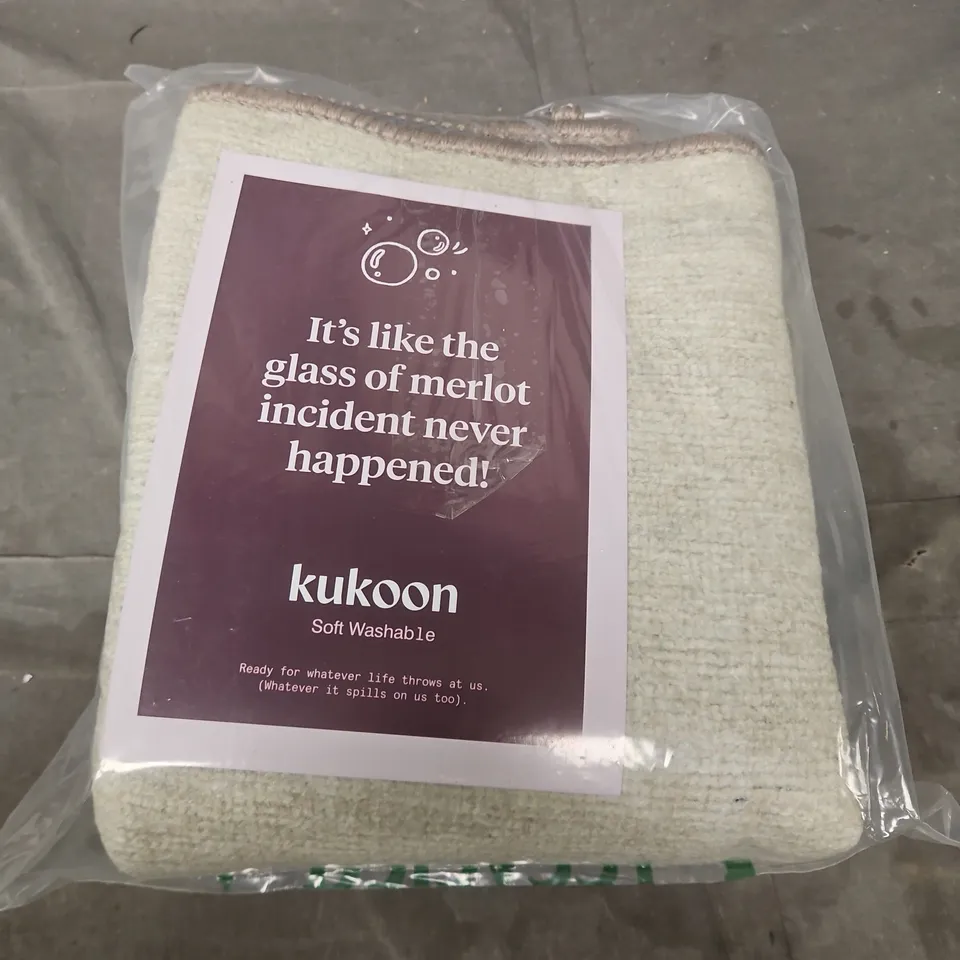 It's like the
glass of merlot
incident never
happened!
kukoon
Soft Washable
Ready for whatever life throws at us.
(Whatever it spills on us too).